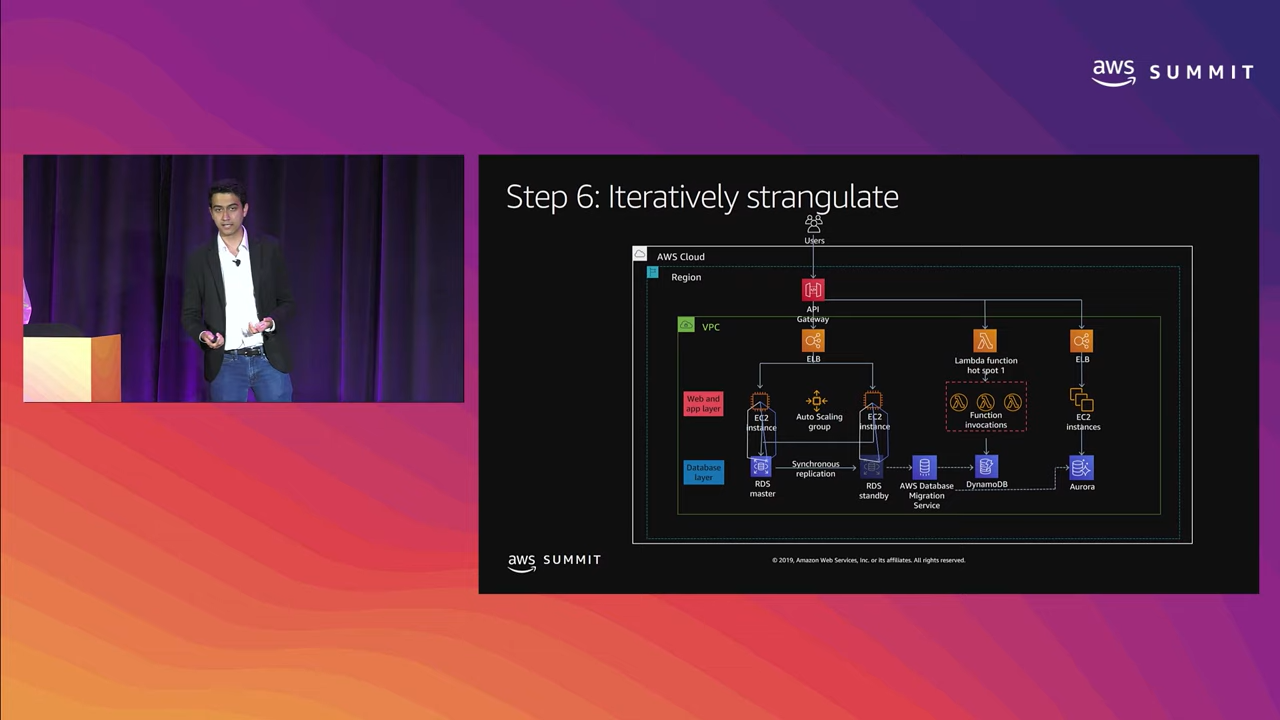 aws SUMMIT
Step 6: Iteratively strangulate
Users
AWS Cloud
Region
API
Gateway
VPC
ELB
Lambda function
hot spot 1
ELB
Web and
app layer
EC2
instance
Auto Scaling
group
EC2
instance
Function
invocations
EC2
instances
Database
layer
RDS
master
Synchronous
replication
RDS
standby
AWS Database
Migration
Service
DynamoDB
Aurora
aws SUMMIT
© 2019, Amazon Web Services, Inc. or its affiliates. All rights reserved.